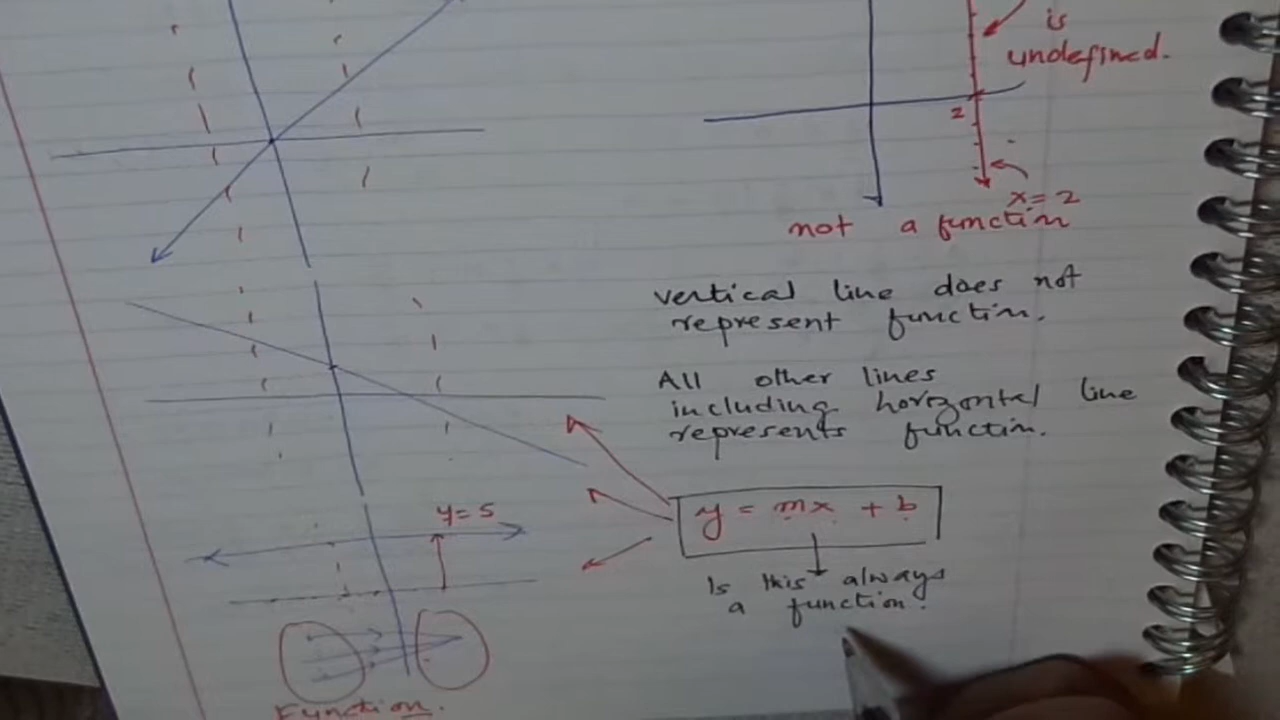 is
undefined.
2
x = 2
not a function
vertical line does not
represent function.
All other lines
including horizontal line
represents function.
y = mx + b
Is this always
a function.
y = 5
Function.